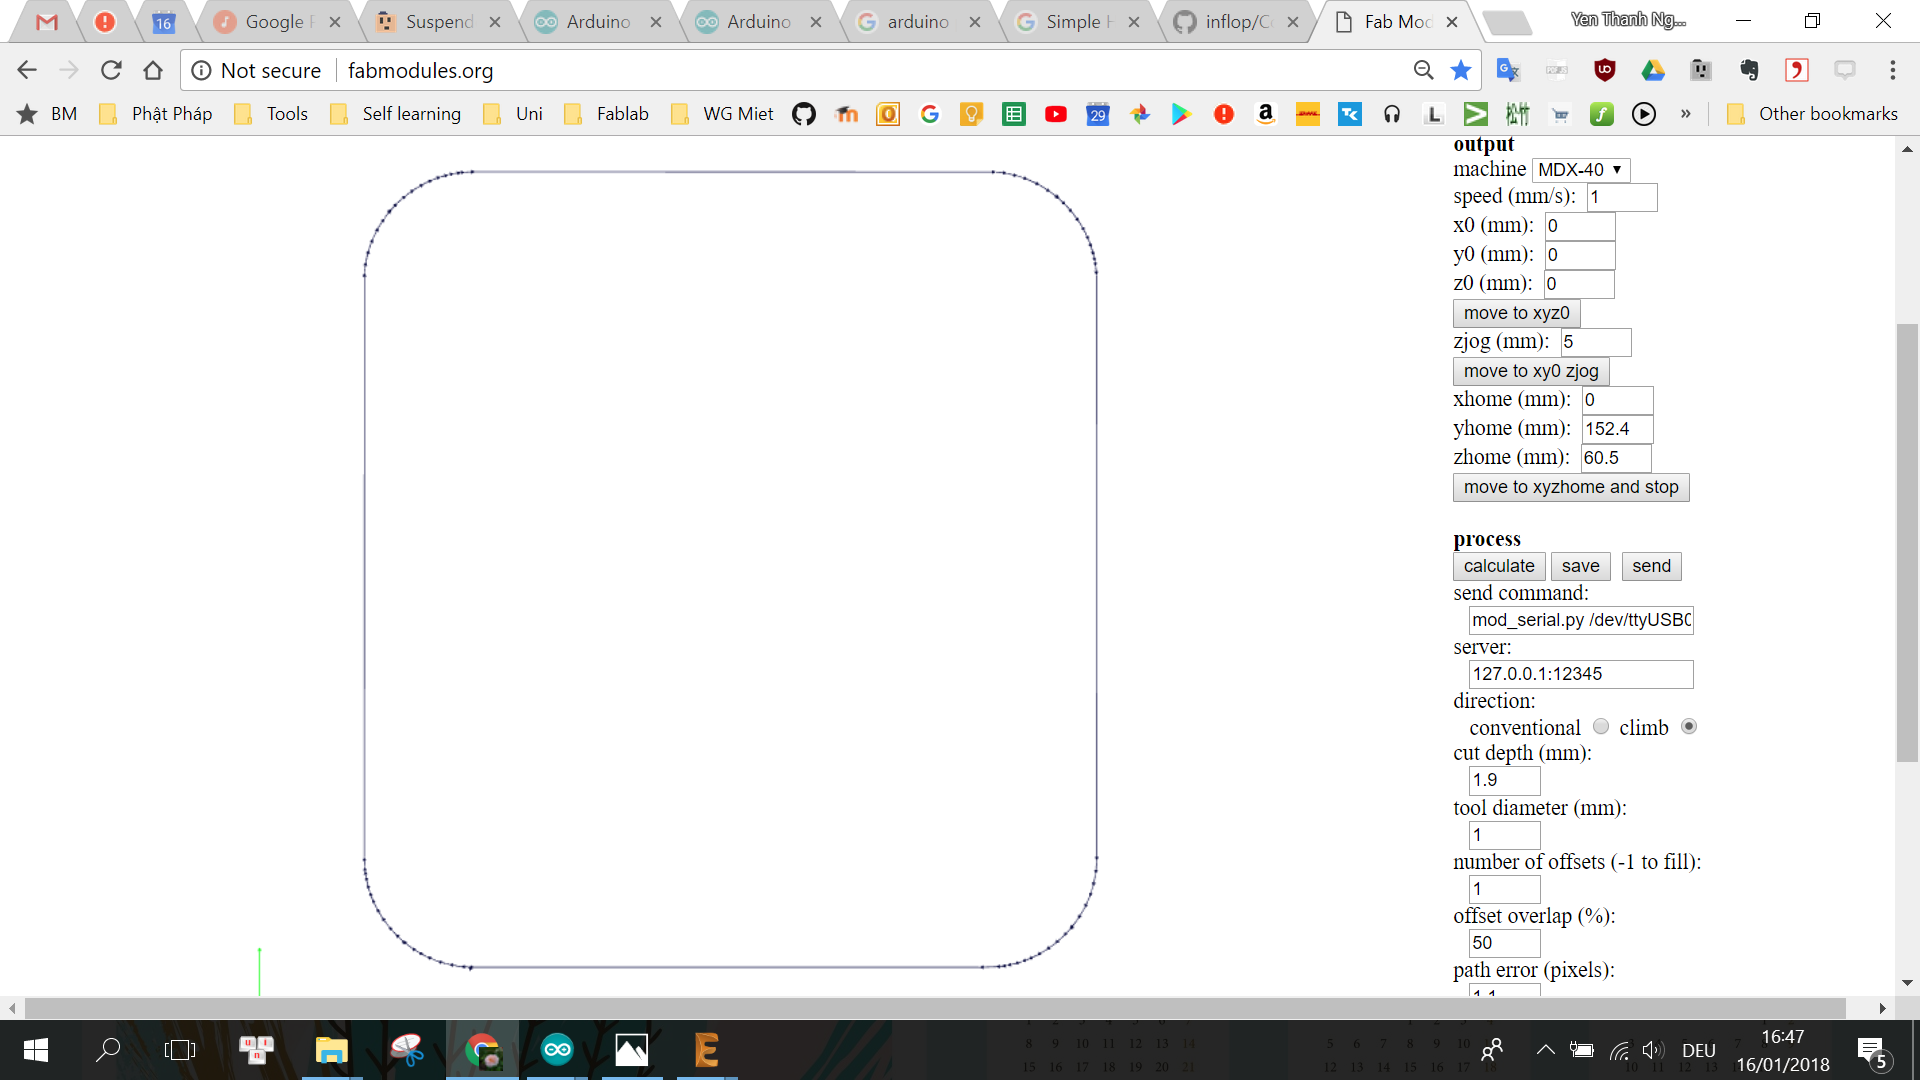 Google F
Suspend
Arduino
Arduino
arduino
Simple H
inflop/Co
Fab Mod
Yen Thanh Ng...
Not secure
fabmodules.org
BM
Phật Pháp
Tools
Self learning
Uni
Fablab
WG Miet
29
»
Other bookmarks
output
machine MDX-40
speed (mm/s): 1
x0 (mm): 0
y0 (mm): 0
z0 (mm): 0
move to xyz0
zjog (mm): 5
move to xy0 zjog
xhome (mm): 0
yhome (mm): 152.4
zhome (mm): 60.5
move to xyzhome and stop
process
calculate save send
send command:
mod_serial.py /dev/ttyUSB0
server:
127.0.0.1:12345
direction:
conventional climb
cut depth (mm):
1.9
tool diameter (mm):
1
number of offsets (-1 to fill):
1
offset overlap (%):
50
path error (pixels):
1.1
DEU
16:47
16/01/2018
5